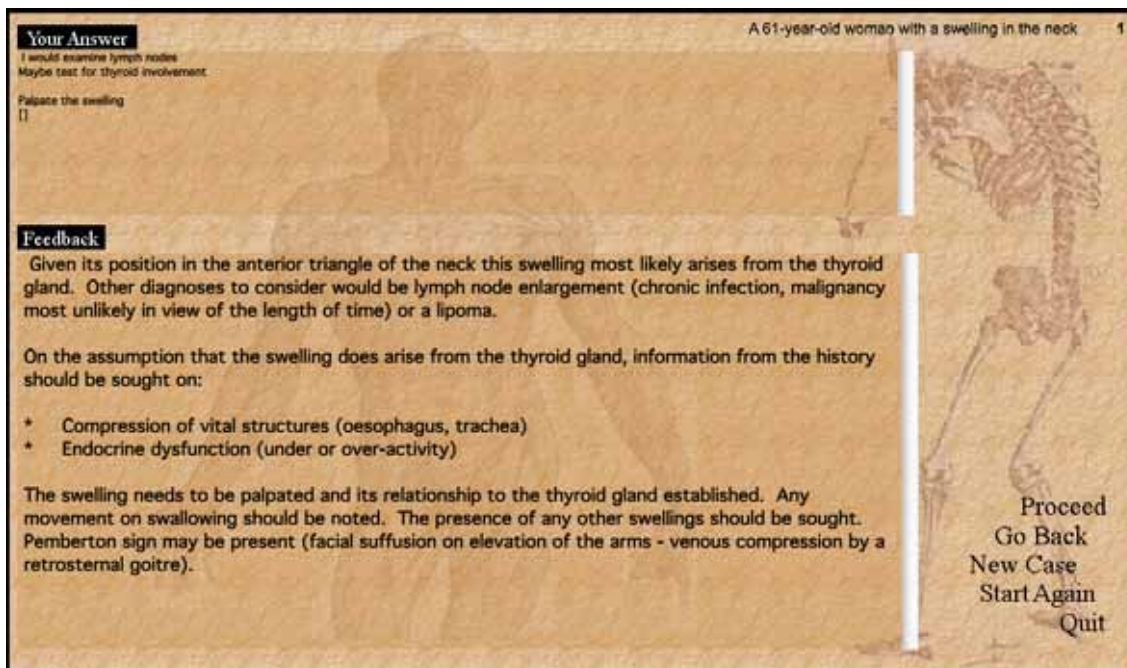 A 61-year-old woman with a swelling in the neck 1
Your Answer
I would examine lymph nodes
Maybe test for thyroid involvement
Palpate the swelling
[]
Feedback
Given its position in the anterior triangle of the neck this swelling most likely arises from the thyroid
gland. Other diagnoses to consider would be lymph node enlargement (chronic infection, malignancy
most unlikely in view of the length of time) or a lipoma.
On the assumption that the swelling does arise from the thyroid gland, information from the history
should be sought on:
* Compression of vital structures (oesophagus, trachea)
* Endocrine dysfunction (under or over-activity)
The swelling needs to be palpated and its relationship to the thyroid gland established. Any
movement on swallowing should be noted. The presence of any other swellings should be sought.
Pemberton sign may be present (facial suffusion on elevation of the arms - venous compression by a
retrosternal goitre).
Proceed
Go Back
New Case
Start Again
Quit